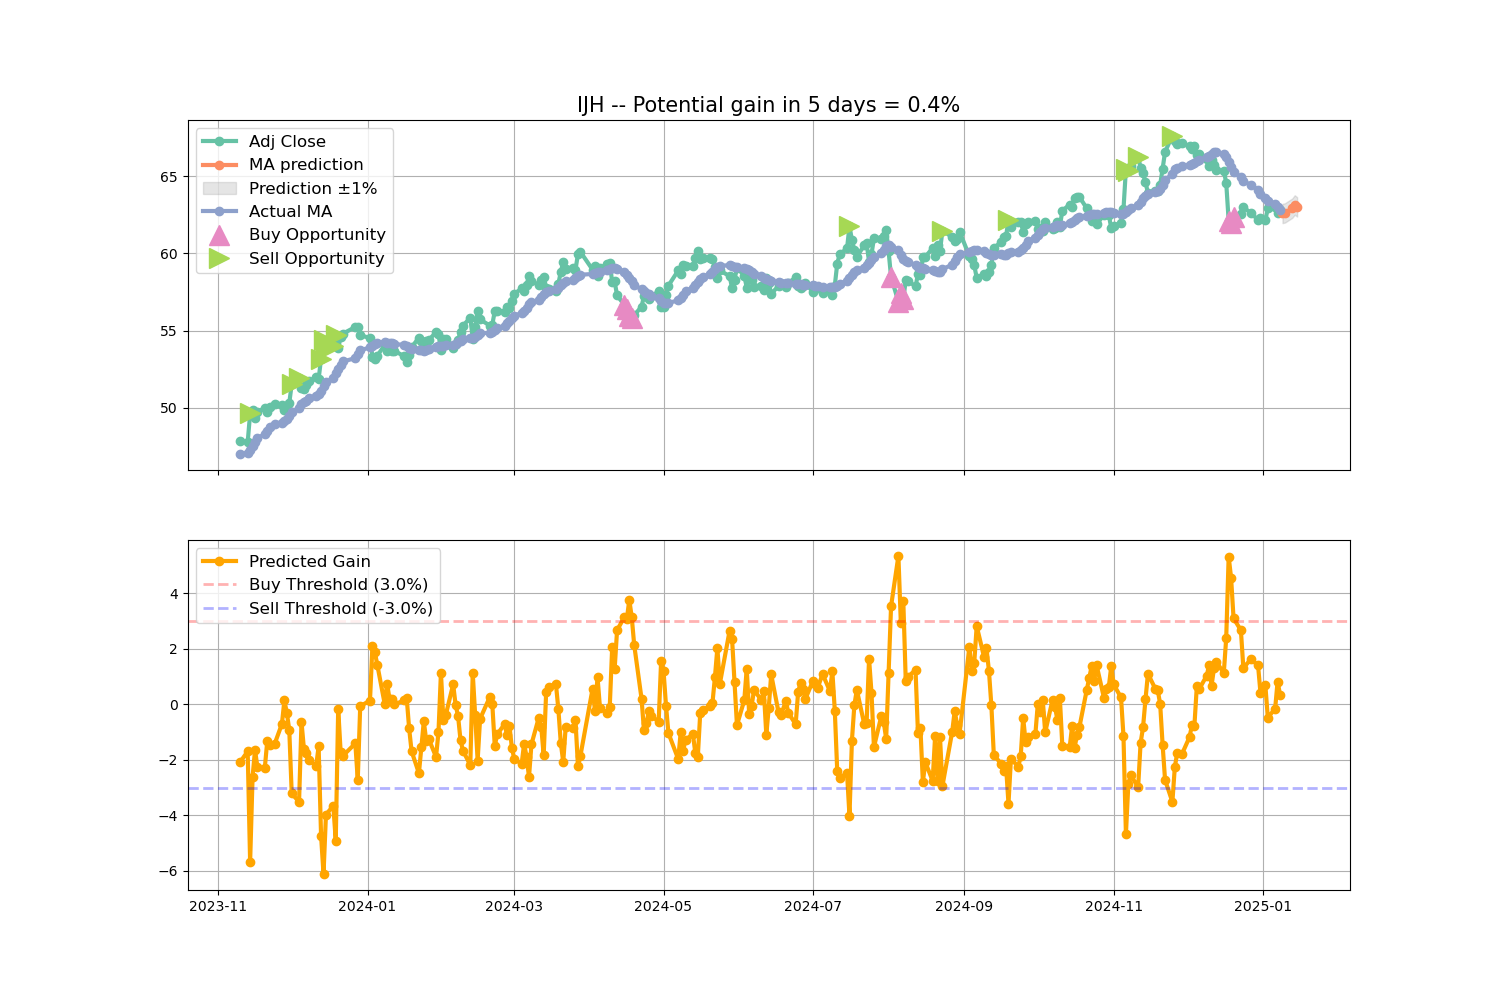 IJH -- Potential gain in 5 days = 0.4%
Adj Close
MA prediction
Prediction ±1%
Actual MA
Buy Opportunity
Sell Opportunity
65
60
55
50
Predicted Gain
Buy Threshold (3.0%)
Sell Threshold (-3.0%)
4
2
0
−2
−4
−6
2023-11 2024-01 2024-03 2024-05 2024-07 2024-09 2024-11 2025-01